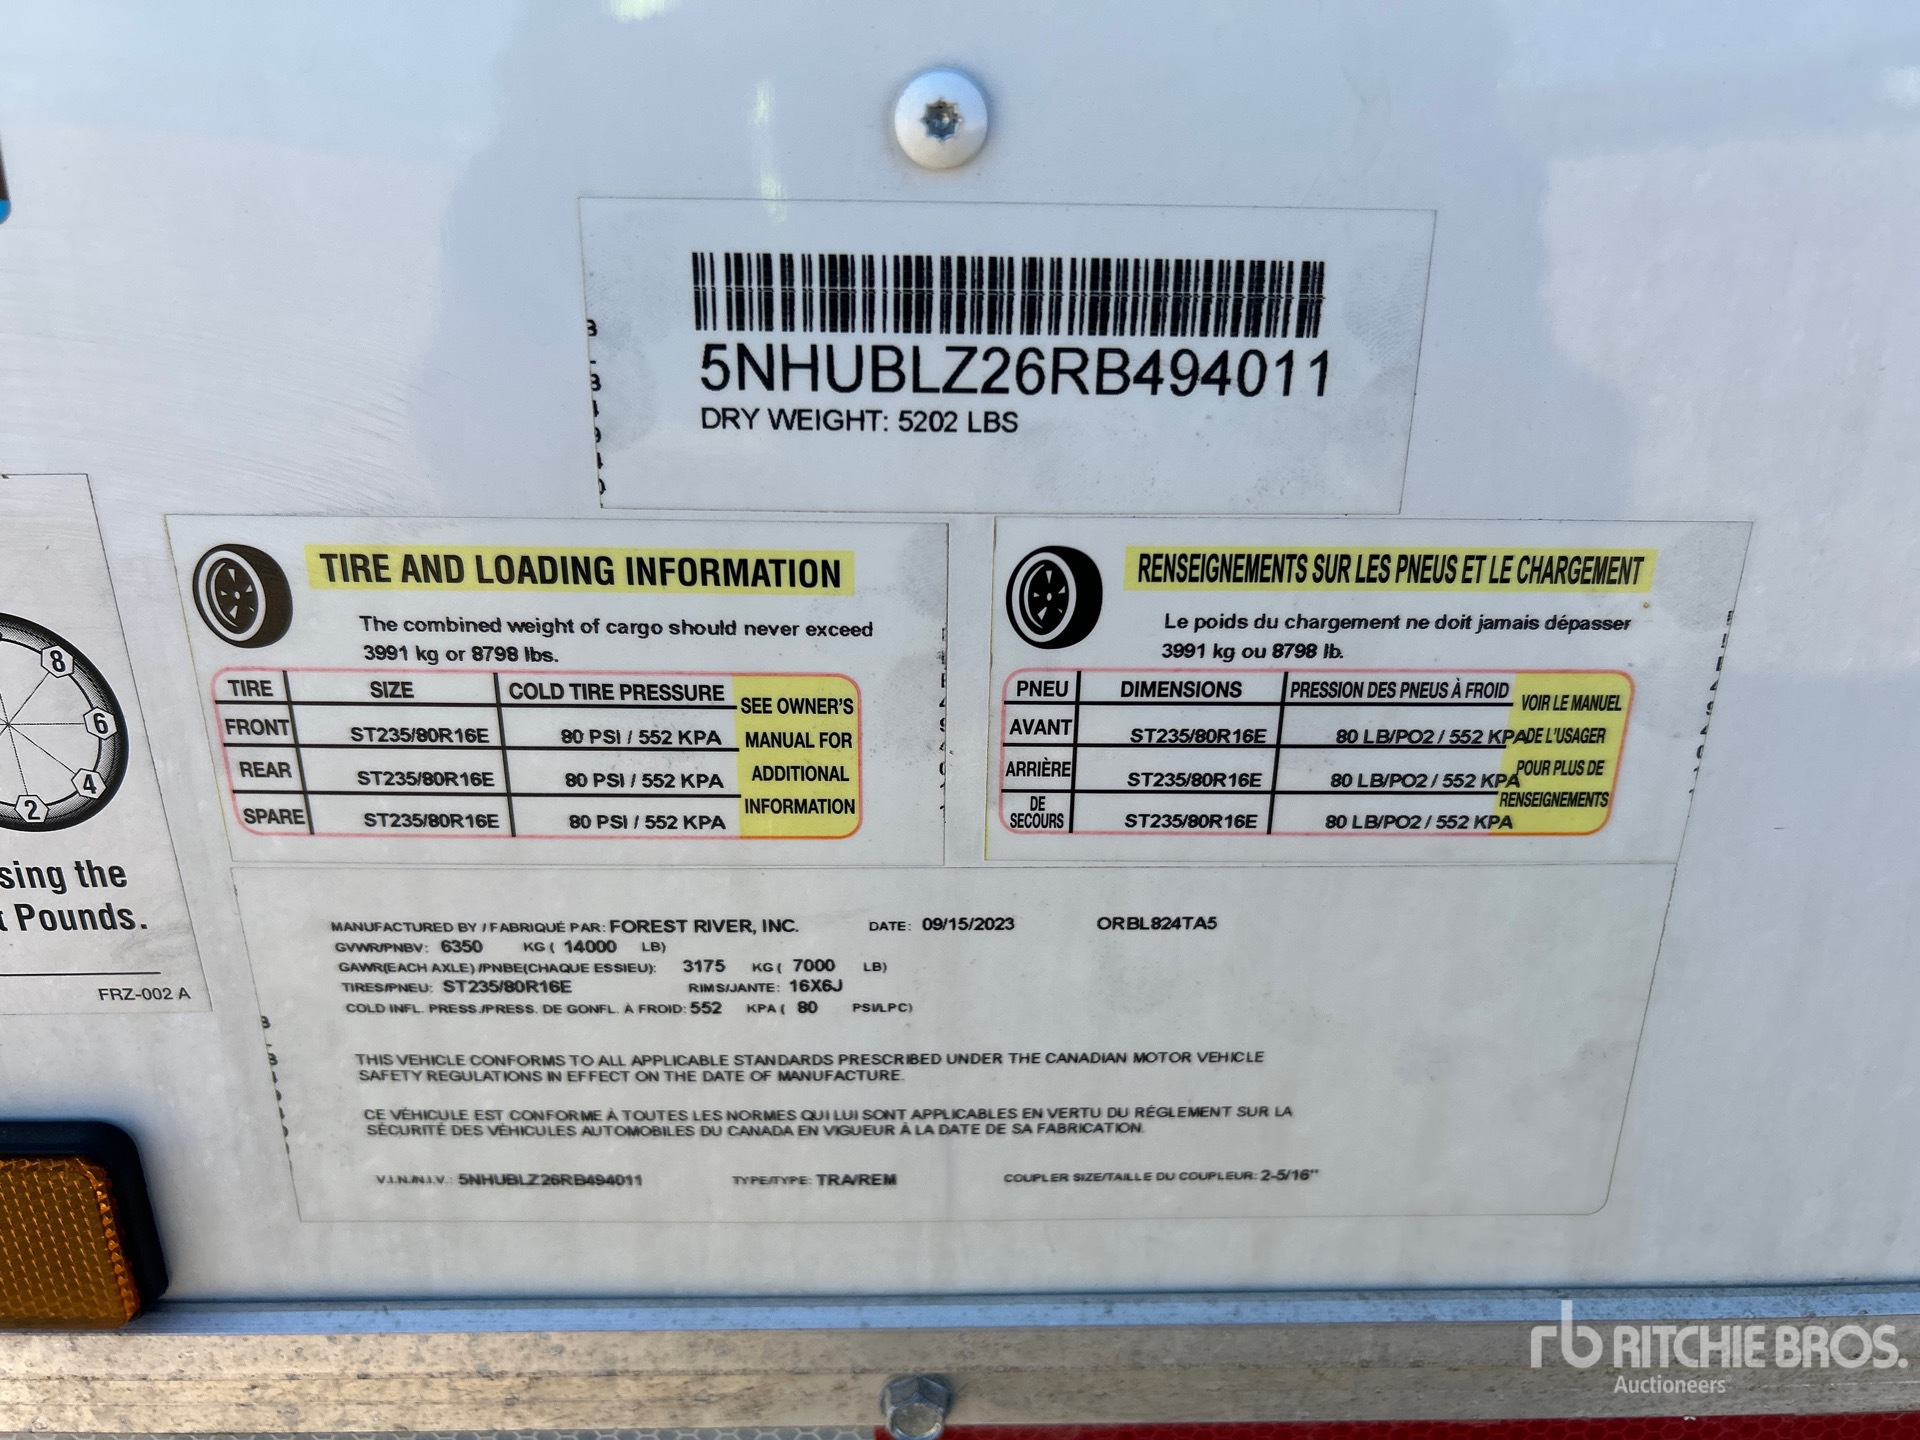 5NHUBLZ26RB494011
DRY WEIGHT: 5202 LBS
TIRE AND LOADING INFORMATION
The combined weight of cargo should never exceed
3991 kg or 8798 lbs.
TIRE SIZE COLD TIRE PRESSURE
FRONT ST235/80R16E 80 PSI / 552 KPA
REAR ST235/80R16E 80 PSI / 552 KPA
SPARE ST235/80R16E 80 PSI / 552 KPA
SEE OWNER'S
MANUAL FOR
ADDITIONAL
INFORMATION
RENSEIGNEMENTS SUR LES PNEUS ET LE CHARGEMENT
Le poids du chargement ne doit jamais dépasser
3991 kg ou 8798 lb.
PNEU DIMENSIONS PRESSION DES PNEUS À FROID
AVANT ST235/80R16E 80 LB/PO2 / 552 KPA
ARRIÈRE ST235/80R16E 80 LB/PO2 / 552 KPA
DE
SECOURS ST235/80R16E 80 LB/PO2 / 552 KPA
VOIR LE MANUEL
DE L'USAGER
POUR PLUS DE
RENSEIGNEMENTS
8
6
4
2
sing the
Pounds.
FRZ-002 A
MANUFACTURED BY / FABRIQUÉ PAR: FOREST RIVER, INC. DATE: 09/15/2023 ORBL824TA5
GVWR/PNBV: 6350 KG ( 14000 LB)
GAWR(EACH AXLE) /PNBE(CHAQUE ESSIEU): 3175 KG ( 7000 LB)
TIRES/PNEU: ST235/80R16E RIMS/JANTE: 16X6J
COLD INFL. PRESS./PRESS. DE GONFL. À FROID: 552 KPA ( 80 PSI/LPC)
THIS VEHICLE CONFORMS TO ALL APPLICABLE STANDARDS PRESCRIBED UNDER THE CANADIAN MOTOR VEHICLE
SAFETY REGULATIONS IN EFFECT ON THE DATE OF MANUFACTURE.
CE VÉHICULE EST CONFORME À TOUTES LES NORMES QUI LUI SONT APPLICABLES EN VERTU DU RÉGLEMENT SUR LA
SÉCURITÉ DES VÉHICULES AUTOMOBILES DU CANADA EN VIGUEUR À LA DATE DE SA FABRICATION.
V.I.N./N.I.V.: 5NHUBLZ26RB494011 TYPE/TYPE: TRA/REM COUPLER SIZE/TAILLE DU COUPLEUR: 2-5/16"
rb RITCHIE BROS.
Auctioneers